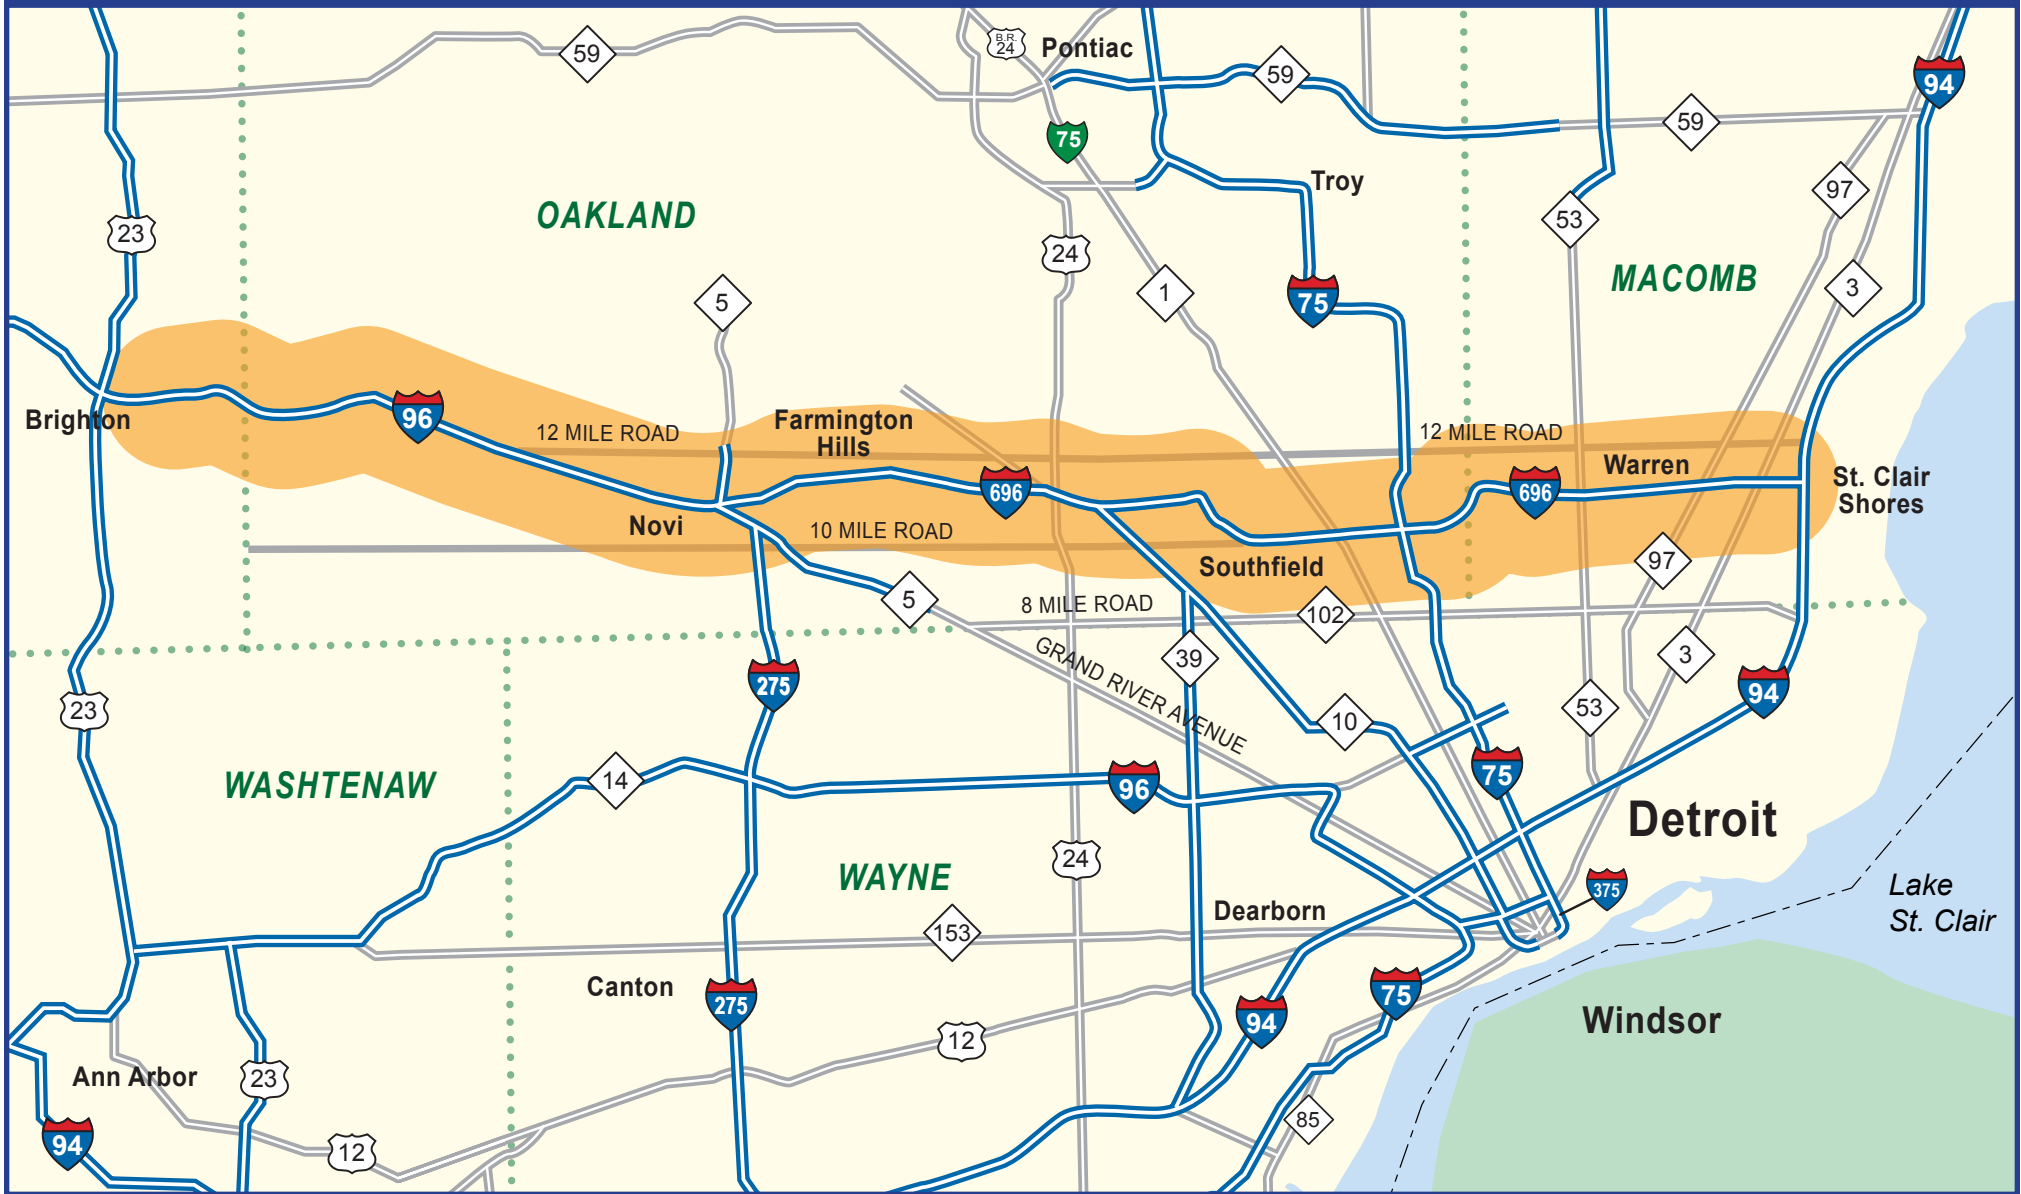 59
B.R.
24
Pontiac
59
94
59
75
Troy
97
53
OAKLAND
23
24
MACOMB
1
3
5
75
96
Brighton
12 MILE ROAD
Farmington
Hills
12 MILE ROAD
Warren
696
696
St. Clair
Shores
Novi
10 MILE ROAD
Southfield
97
5
8 MILE ROAD
102
39
GRAND RIVER AVENUE
3
275
94
23
53
10
WASHTENAW
14
96
75
Detroit
24
WAYNE
375
Lake
St. Clair
Dearborn
153
Canton
275
75
94
Windsor
12
Ann Arbor
23
85
94
12